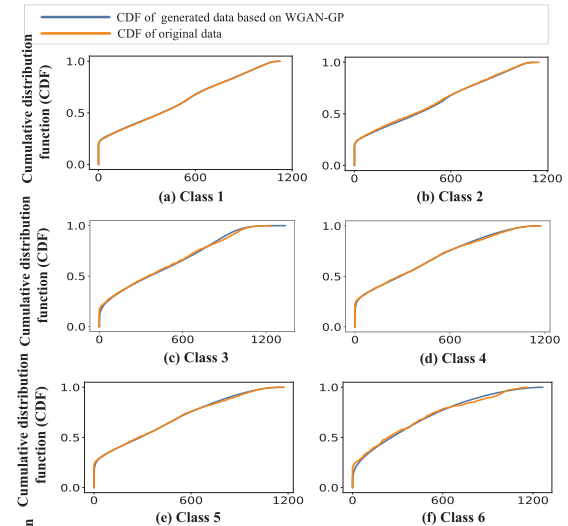 CDF of generated data based on WGAN-GP
CDF of original data
Cumulative distribution
function (CDF)
1.0
0.5
0.0
0
600
1200
(a) Class 1
1.0
0.5
0.0
0
600
1200
(b) Class 2
Cumulative distribution
function (CDF)
1.0
0.5
0.0
0
600
1200
(c) Class 3
1.0
0.5
0.0
0
600
1200
(d) Class 4
Cumulative distribution
function (CDF)
1.0
0.5
0.0
0
600
1200
(e) Class 5
1.0
0.5
0.0
0
600
1200
(f) Class 6
n